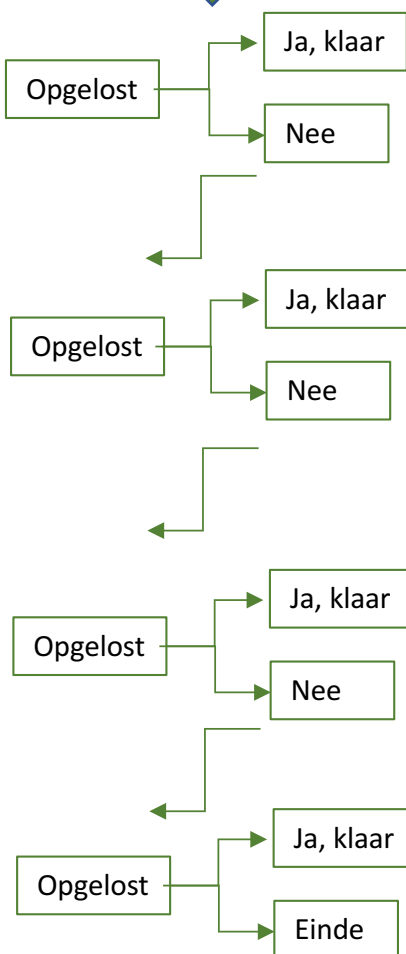 Ja, klaar
Opgelost
Nee
Ja, klaar
Opgelost
Nee
Ja, klaar
Opgelost
Nee
Ja, klaar
Opgelost
Einde